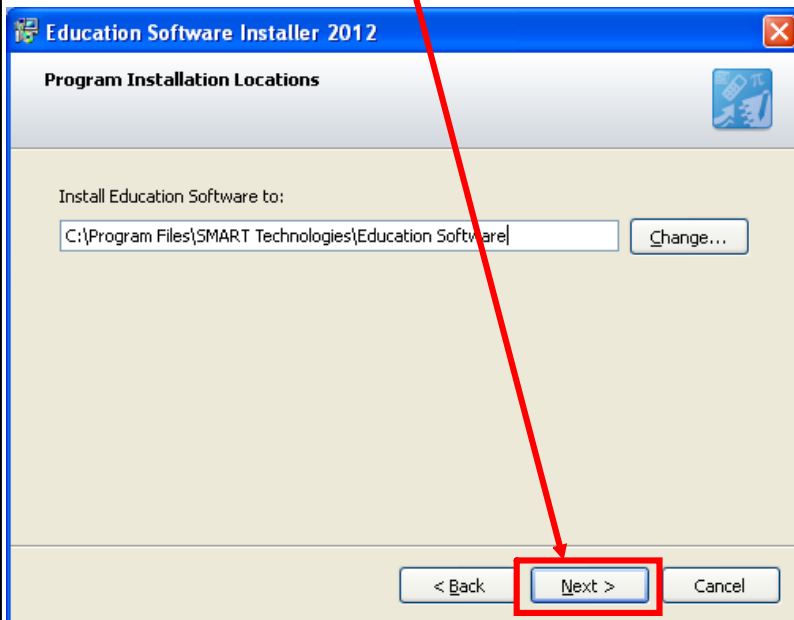 Education Software Installer 2012
Program Installation Locations
π
Install Education Software to:
C:\Program Files\SMART Technologies\Education Software
Change...
< Back
Next >
Cancel